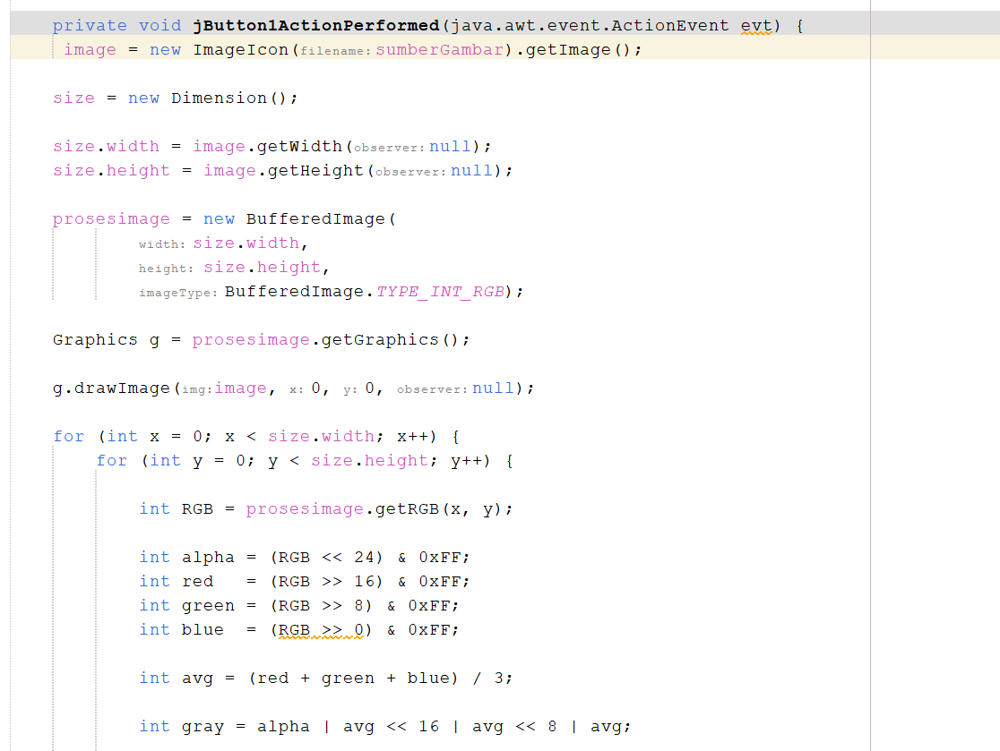 private void jButton1ActionPerformed(java.awt.event.ActionEvent evt) {
image = new ImageIcon(filename: sumberGambar).getImage();
size = new Dimension();
size.width = image.getWidth(observer: null);
size.height = image.getHeight(observer: null);
prosesimage = new BufferedImage(
width: size.width,
height: size.height,
imageType: BufferedImage.TYPE_INT_RGB);
Graphics g = prosesimage.getGraphics();
g.drawImage(img: image, x: 0, y: 0, observer: null);
for (int x = 0; x < size.width; x++) {
for (int y = 0; y < size.height; y++) {
int RGB = prosesimage.getRGB(x, y);
int alpha = (RGB << 24) & 0xFF;
int red   = (RGB >> 16) & 0xFF;
int green = (RGB >> 8) & 0xFF;
int blue  = (RGB >> 0) & 0xFF;
int avg = (red + green + blue) / 3;
int gray = alpha | avg << 16 | avg << 8 | avg;